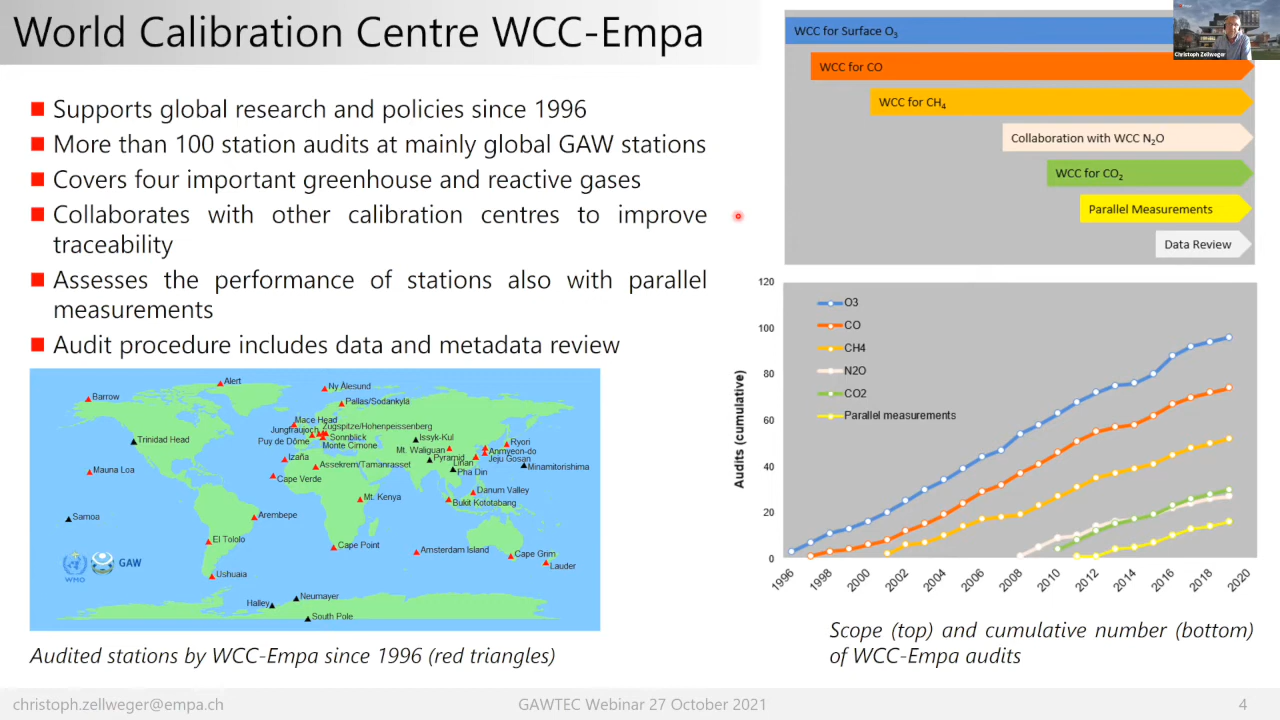 World Calibration Centre WCC-Empa
Supports global research and policies since 1996
More than 100 station audits at mainly global GAW stations
Covers four important greenhouse and reactive gases
Collaborates with other calibration centres to improve
traceability
Assesses the performance of stations also with parallel
measurements
Audit procedure includes data and metadata review
Alert
Barrow
Ny Ålesund
Pallas/Sodankyla
Mace Head
Zugspitze/Hohenpeissenberg
Jungfraujoch
Trinidad Head
Puy de Dôme
Sonnblick
Monte Cimone
Issyk-Kul
Ryori
Mt. Waliguan
Anmyeon-do
Jeju Gosan
Pyramid
Linan
Pha Din
Minamitorishima
Mauna Loa
Izaña
Assekrem/Tamanrasset
Cape Verde
Mt. Kenya
Danum Valley
Bukit Kototabang
Samoa
Arembepe
El Tololo
Cape Point
Amsterdam Island
Cape Grim
Lauder
WMO
GAW
Ushuaia
Halley
Neumayer
South Pole
Audited stations by WCC-Empa since 1996 (red triangles)
WCC for Surface O₃
Christoph Zellweger
WCC for CO
WCC for CH₄
Collaboration with WCC N₂O
WCC for CO₂
Parallel Measurements
Data Review
Audits (cumulative)
120
100
80
60
40
20
0
O3
CO
CH4
N2O
CO2
Parallel measurements
1996
1998
2000
2002
2004
2006
2008
2010
2012
2014
2016
2018
2020
Scope (top) and cumulative number (bottom)
of WCC-Empa audits
christoph.zellweger@empa.ch
GAWTEC Webinar 27 October 2021
4